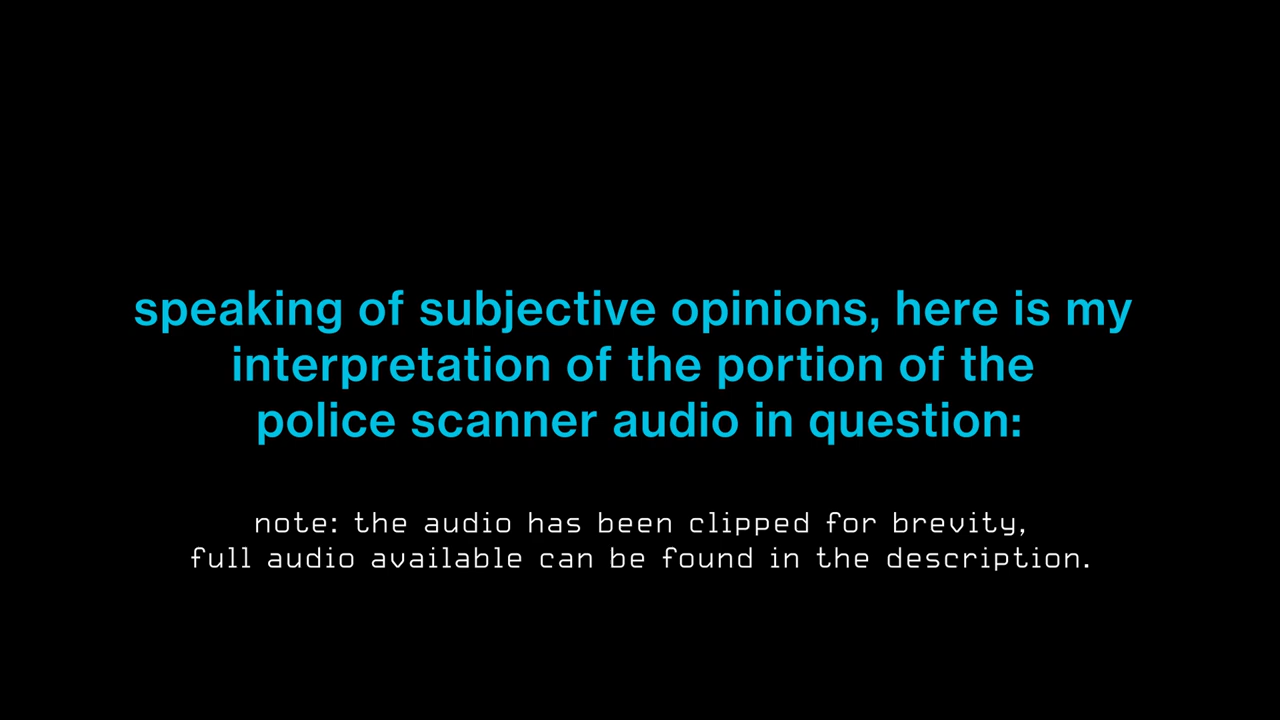 speaking of subjective opinions, here is my
interpretation of the portion of the
police scanner audio in question:
note: the audio has been clipped for brevity,
full audio available can be found in the description.